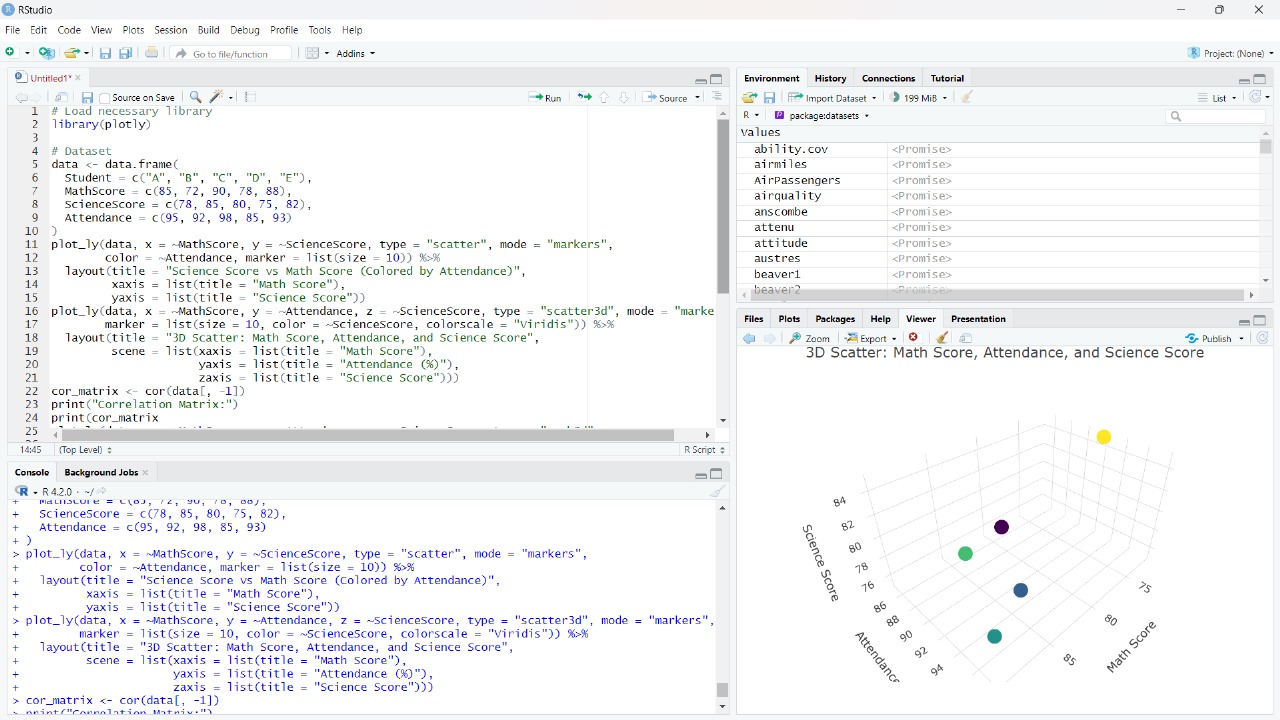 RStudio
File Edit Code View Plots Session Build Debug Profile Tools Help
Go to file/function Addins Project: (None)
Untitled1*
Source on Save Run Source
1 # Load necessary library
2 library(plotly)
3
4 # Dataset
5 data <- data.frame(
6 Student = c("A", "B", "C", "D", "E"),
7 MathScore = c(85, 72, 90, 78, 88),
8 ScienceScore = c(78, 85, 80, 75, 82),
9 Attendance = c(95, 92, 98, 85, 93)
10 )
11 plot_ly(data, x = ~MathScore, y = ~ScienceScore, type = "scatter", mode = "markers",
12 color = ~Attendance, marker = list(size = 10)) %>%
13 layout(title = "Science Score vs Math Score (Colored by Attendance)",
14 xaxis = list(title = "Math Score"),
15 yaxis = list(title = "Science Score"))
16 plot_ly(data, x = ~MathScore, y = ~Attendance, z = ~ScienceScore, type = "scatter3d", mode = "marke
17 marker = list(size = 10, color = ~ScienceScore, colorscale = "Viridis")) %>%
18 layout(title = "3D Scatter: Math Score, Attendance, and Science Score",
19 scene = list(xaxis = list(title = "Math Score"),
20 yaxis = list(title = "Attendance (%)"),
21 zaxis = list(title = "Science Score")))
22 cor_matrix <- cor(data[, -1])
23 print("Correlation Matrix:")
24 print(cor_matrix
25
14:45 (Top Level) R Script
Console Background Jobs
R 4.2.0 · ~/
+ MathScore = c(85, 72, 90, 78, 88),
+ ScienceScore = c(78, 85, 80, 75, 82),
+ Attendance = c(95, 92, 98, 85, 93)
+ )
> plot_ly(data, x = ~MathScore, y = ~ScienceScore, type = "scatter", mode = "markers",
+ color = ~Attendance, marker = list(size = 10)) %>%
+ layout(title = "Science Score vs Math Score (Colored by Attendance)",
+ xaxis = list(title = "Math Score"),
+ yaxis = list(title = "Science Score"))
> plot_ly(data, x = ~MathScore, y = ~Attendance, z = ~ScienceScore, type = "scatter3d", mode = "markers",
+ marker = list(size = 10, color = ~ScienceScore, colorscale = "Viridis")) %>%
+ layout(title = "3D Scatter: Math Score, Attendance, and Science Score",
+ scene = list(xaxis = list(title = "Math Score"),
+ yaxis = list(title = "Attendance (%)"),
+ zaxis = list(title = "Science Score")))
> cor_matrix <- cor(data[, -1])
> print("Correlation Matrix:")
Environment History Connections Tutorial
Import Dataset 199 MiB List
R package:datasets
Values
ability.cov <Promise>
airmiles <Promise>
AirPassengers <Promise>
airquality <Promise>
anscombe <Promise>
attenu <Promise>
attitude <Promise>
austres <Promise>
beaver1 <Promise>
beaver2 <Promise>
Files Plots Packages Help Viewer Presentation
Zoom Export Publish
3D Scatter: Math Score, Attendance, and Science Score
84
82
80
78
76
Science Score
86
88
90
92
94
Attendanc
75
80
85
Math Score